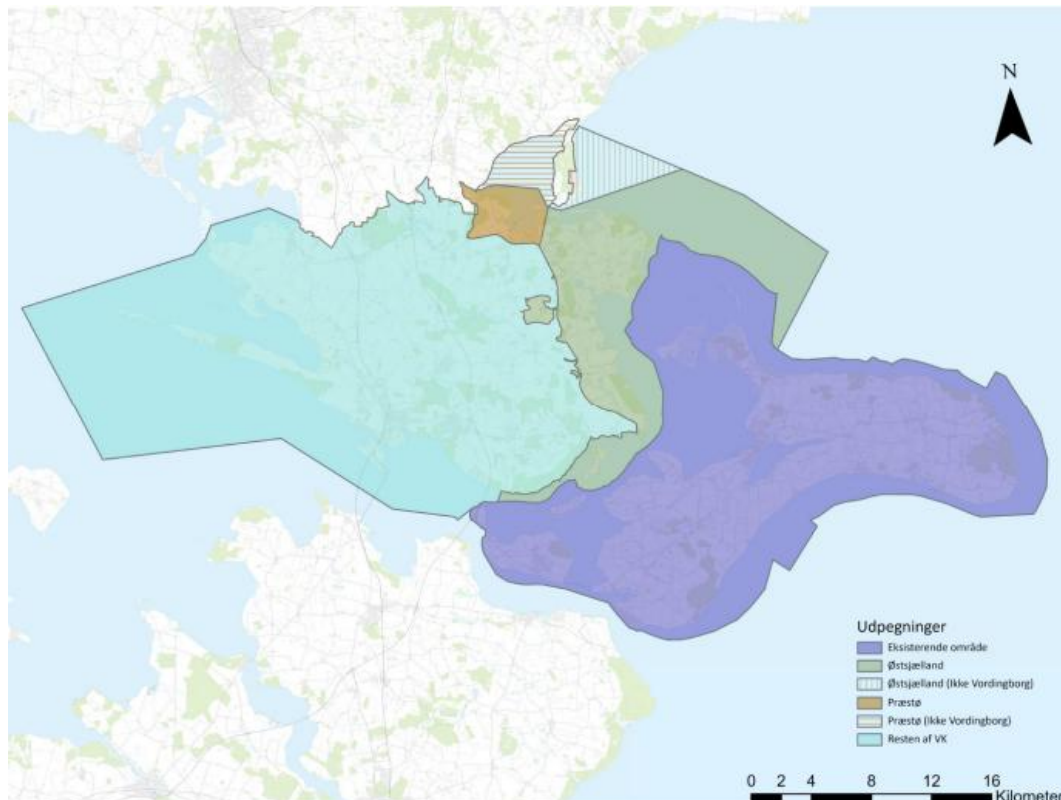 N
Udpegninger
Eksisterende område
Østsjælland
Østsjælland (Ikke Vordingborg)
Præstø
Præstø (Ikke Vordingborg)
Resten af VK
0 2 4 8 12 16
Kilometer